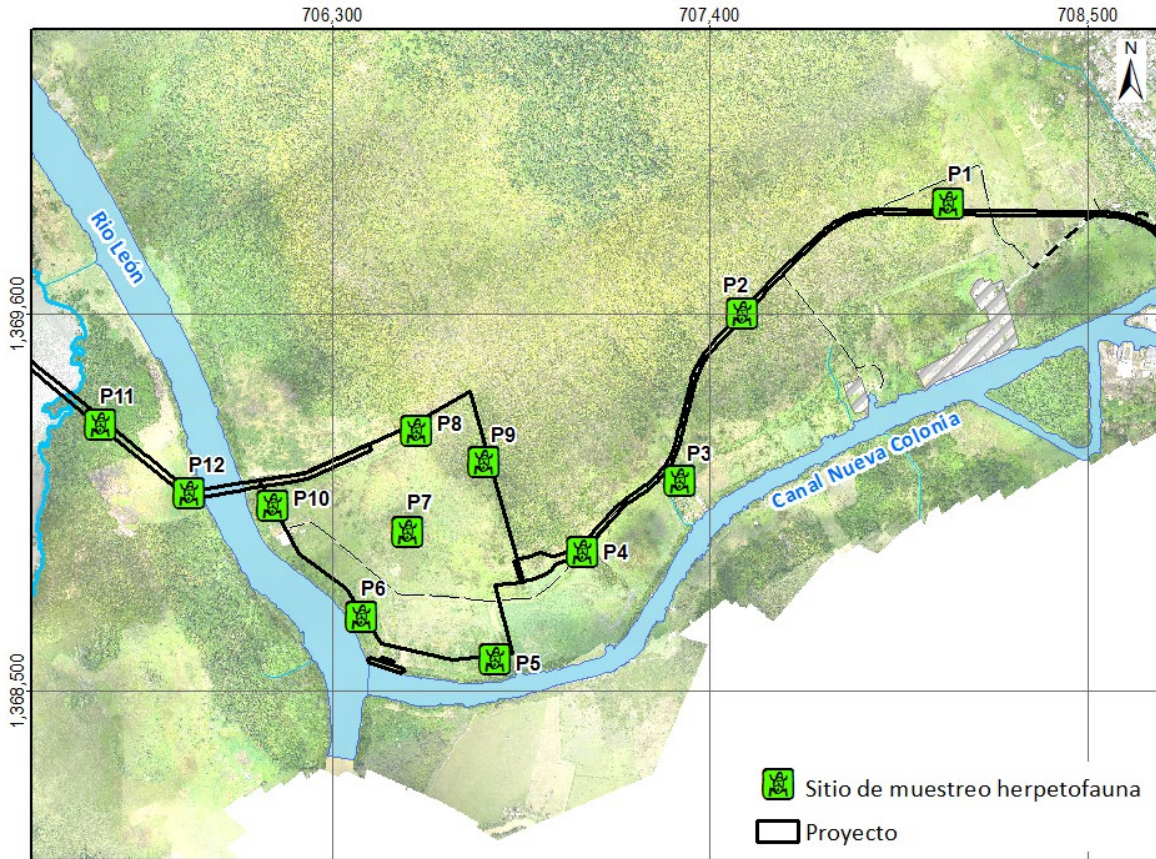 706,300 707,400 708,500
N
P1
Rio León
P2
1,369,600
P11
P8
P9
Canal Nueva Colonia
P12
P3
P10
P7
P4
P6
P5
1,368,500
Sitio de muestreo herpetofauna
Proyecto